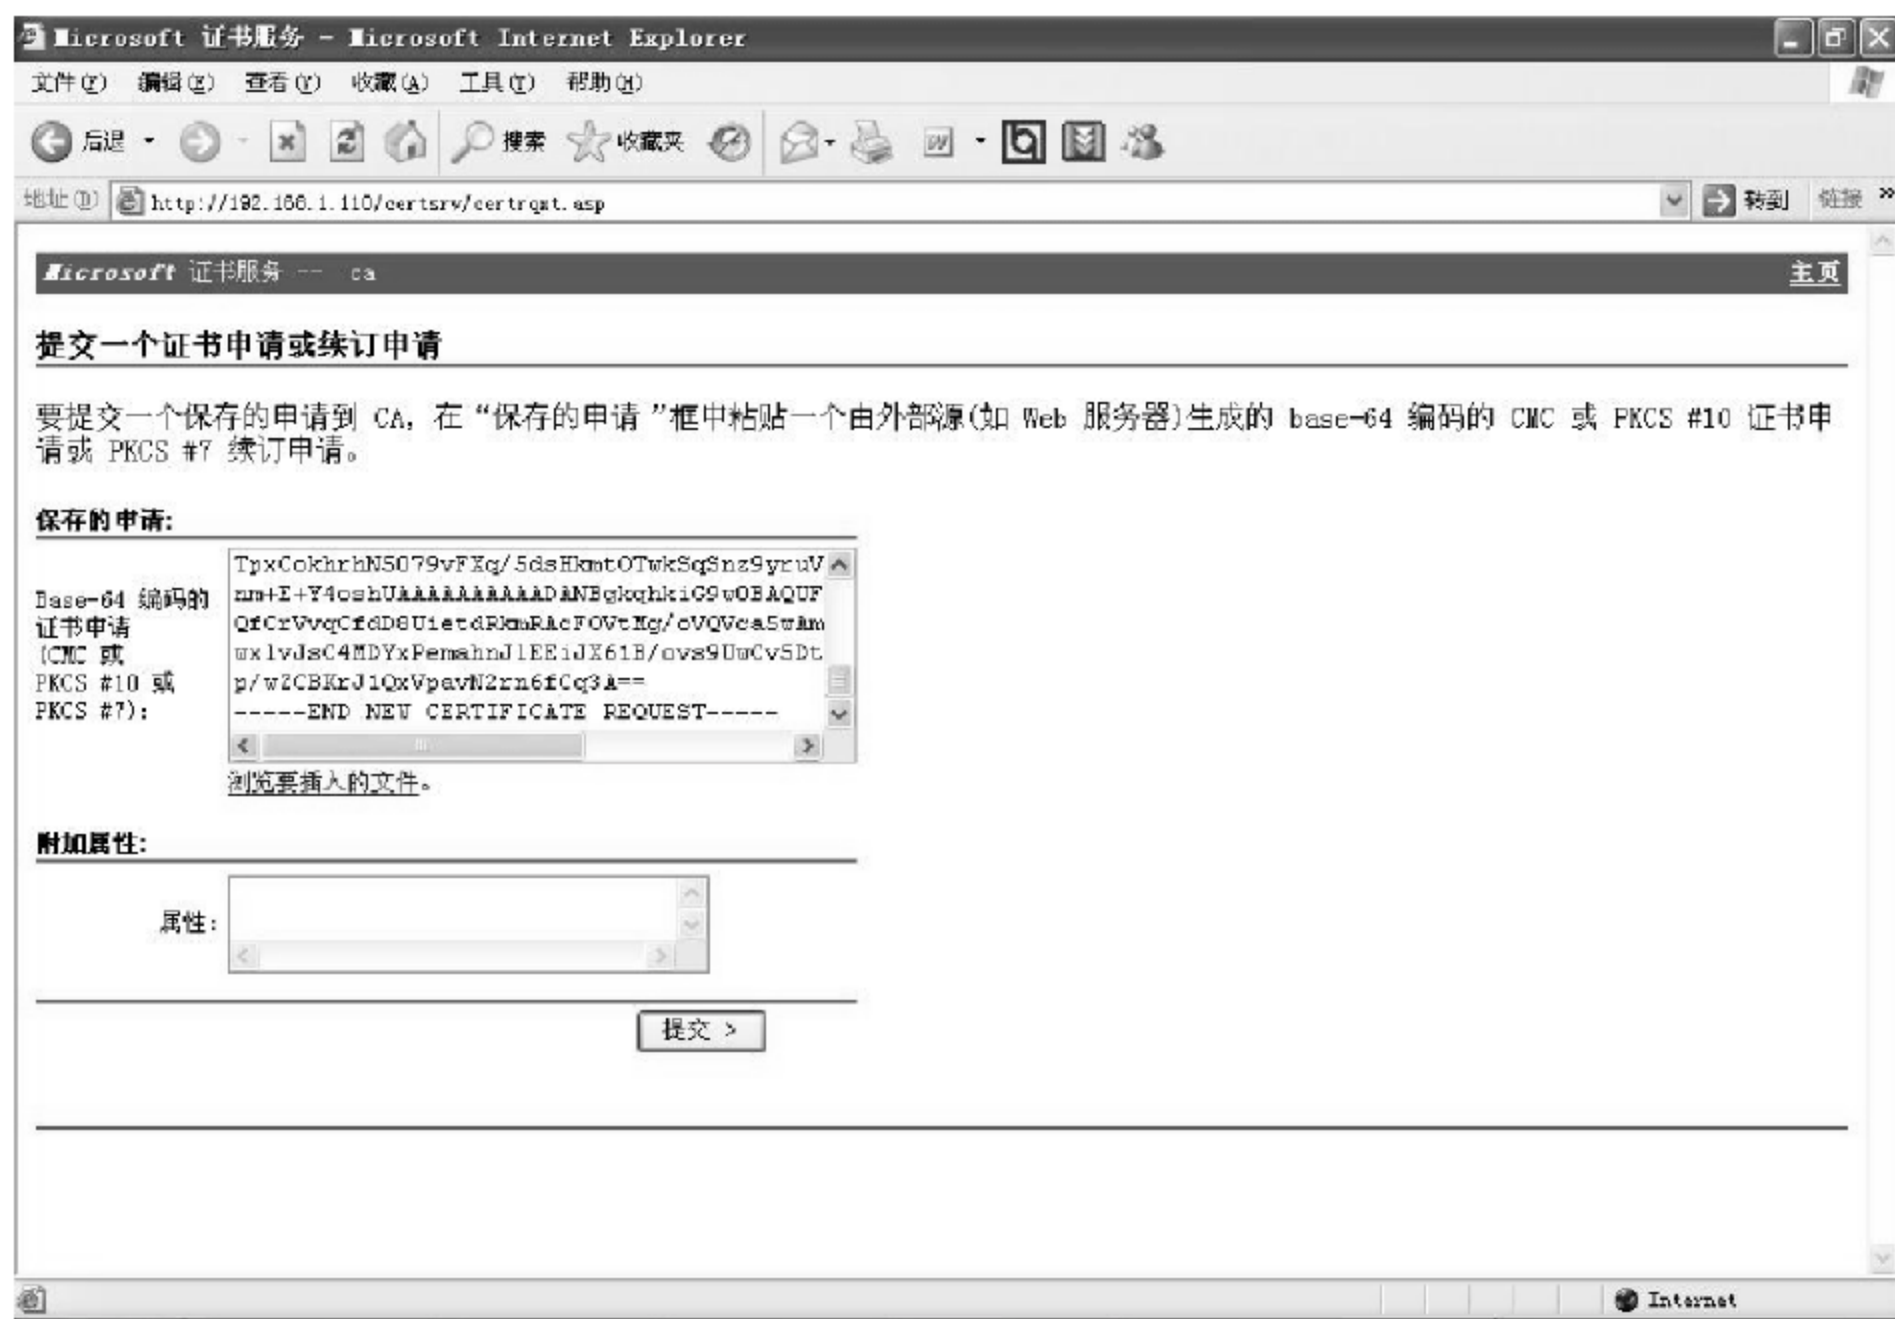 Microsoft 证书服务 - Microsoft Internet Explorer
文件(F) 编辑(E) 查看(V) 收藏(A) 工具(T) 帮助(H)
后退 搜索 收藏夹
地址(D) http://192.168.1.110/certsrv/certrqxt.asp 转到 链接 »
Microsoft 证书服务 -- ca 主页
提交一个证书申请或续订申请
要提交一个保存的申请到 CA，在“保存的申请”框中粘贴一个由外部源(如 Web 服务器)生成的 base-64 编码的 CMC 或 PKCS #10 证书申
请或 PKCS #7 续订申请。
保存的申请:
Base-64 编码的
证书申请
(CMC 或
PKCS #10 或
PKCS #7):
TpxCokhrhN5O79vFXq/5dsHkmtOTwkSqSnz9yruV
nm+E+Y4oshUAAAAAAAAAADANBgkqhkiG9w0BAQUF
QfCrVvqCfdD8UietdRkmRAcFOVtMg/oVQVca5wAm
wxlvJsC4MDYxPemahnJlEEiJX61B/ovs9UwCv5Dt
p/wZCBKrJ1QxVpavN2rn6fCq3A==
-----END NEW CERTIFICATE REQUEST-----
浏览要插入的文件。
附加属性:
属性:
提交 >
Internet